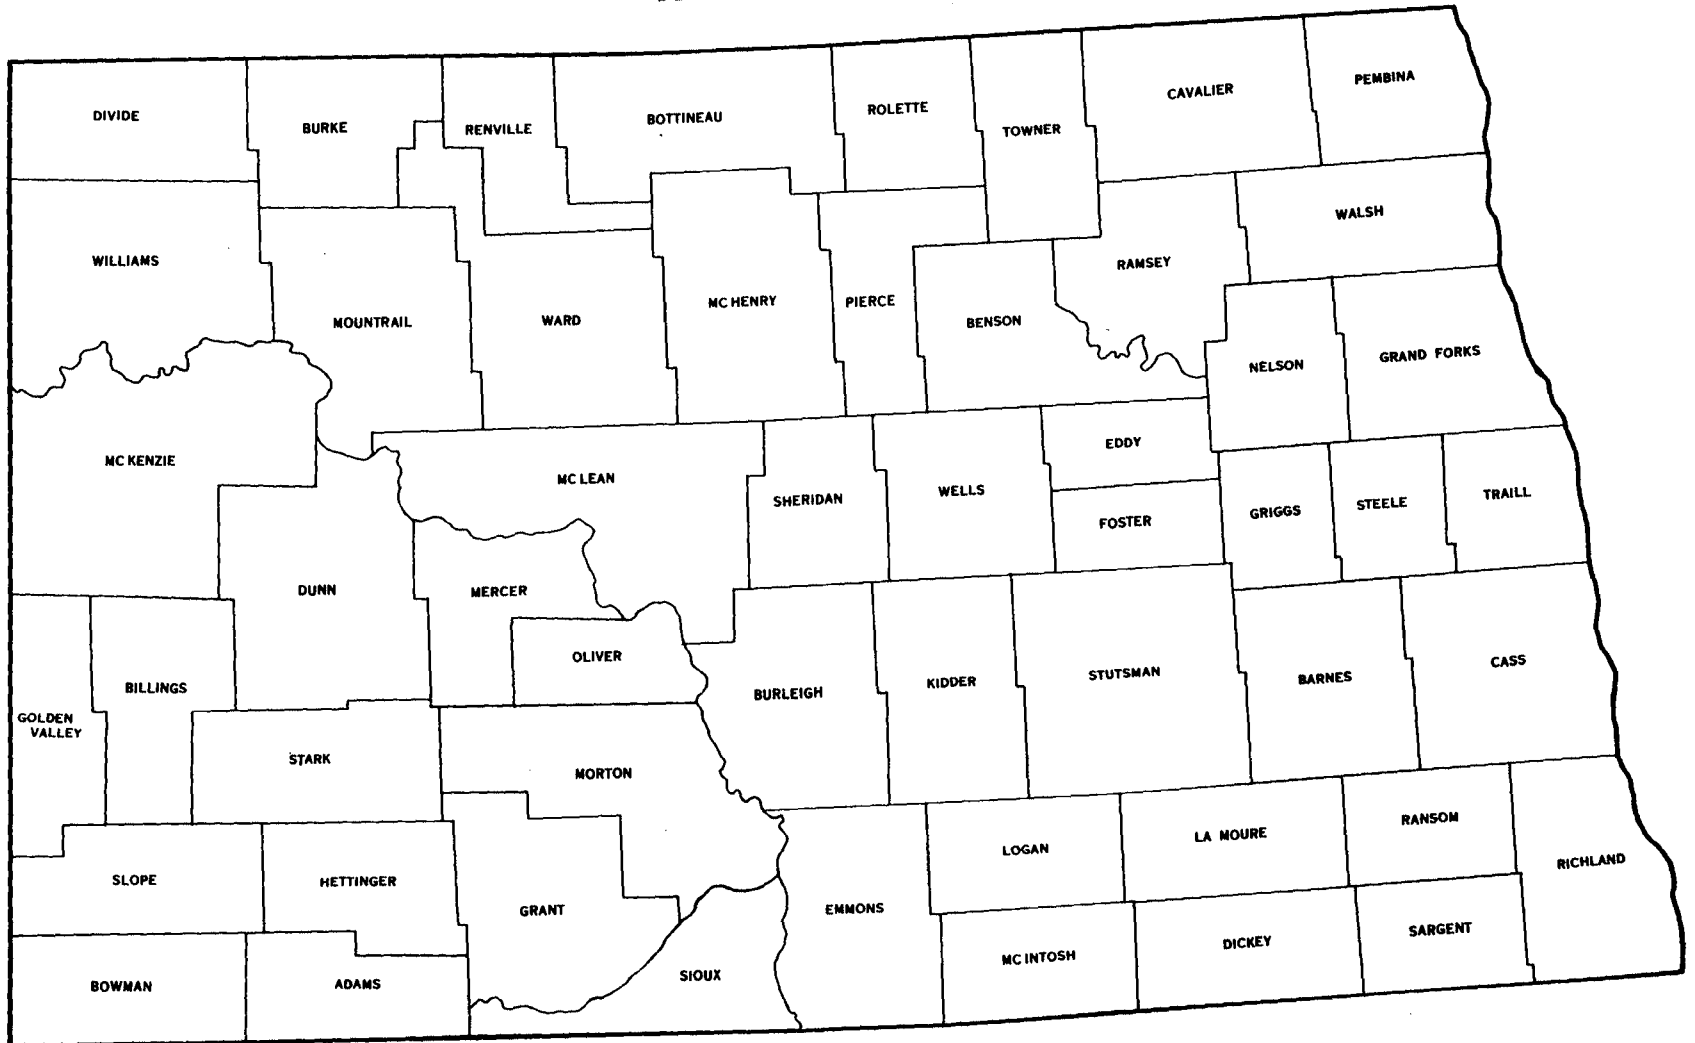 DIVIDE
BURKE
RENVILLE
BOTTINEAU
ROLETTE
TOWNER
CAVALIER
PEMBINA
WILLIAMS
MOUNTRAIL
WARD
MC HENRY
PIERCE
BENSON
RAMSEY
WALSH
NELSON
GRAND FORKS
MC KENZIE
MC LEAN
SHERIDAN
WELLS
EDDY
FOSTER
GRIGGS
STEELE
TRAILL
DUNN
MERCER
OLIVER
BILLINGS
GOLDEN
VALLEY
STARK
MORTON
BURLEIGH
KIDDER
STUTSMAN
BARNES
CASS
SLOPE
HETTINGER
GRANT
EMMONS
LOGAN
LA MOURE
RANSOM
RICHLAND
BOWMAN
ADAMS
SIOUX
MC INTOSH
DICKEY
SARGENT